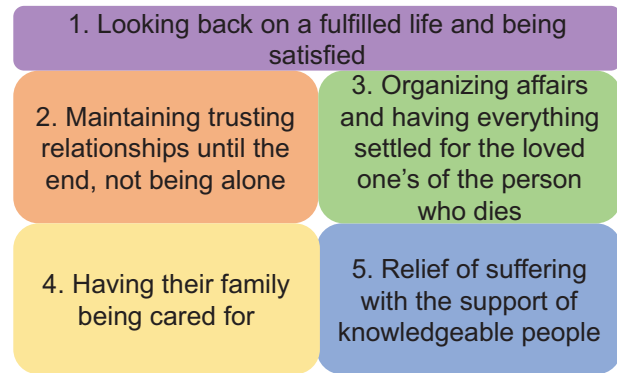 1. Looking back on a fulfilled life and being
satisfied
2. Maintaining trusting
relationships until the
end, not being alone
3. Organizing affairs
and having everything
settled for the loved
one's of the person
who dies
4. Having their family
being cared for
5. Relief of suffering
with the support of
knowledgeable people